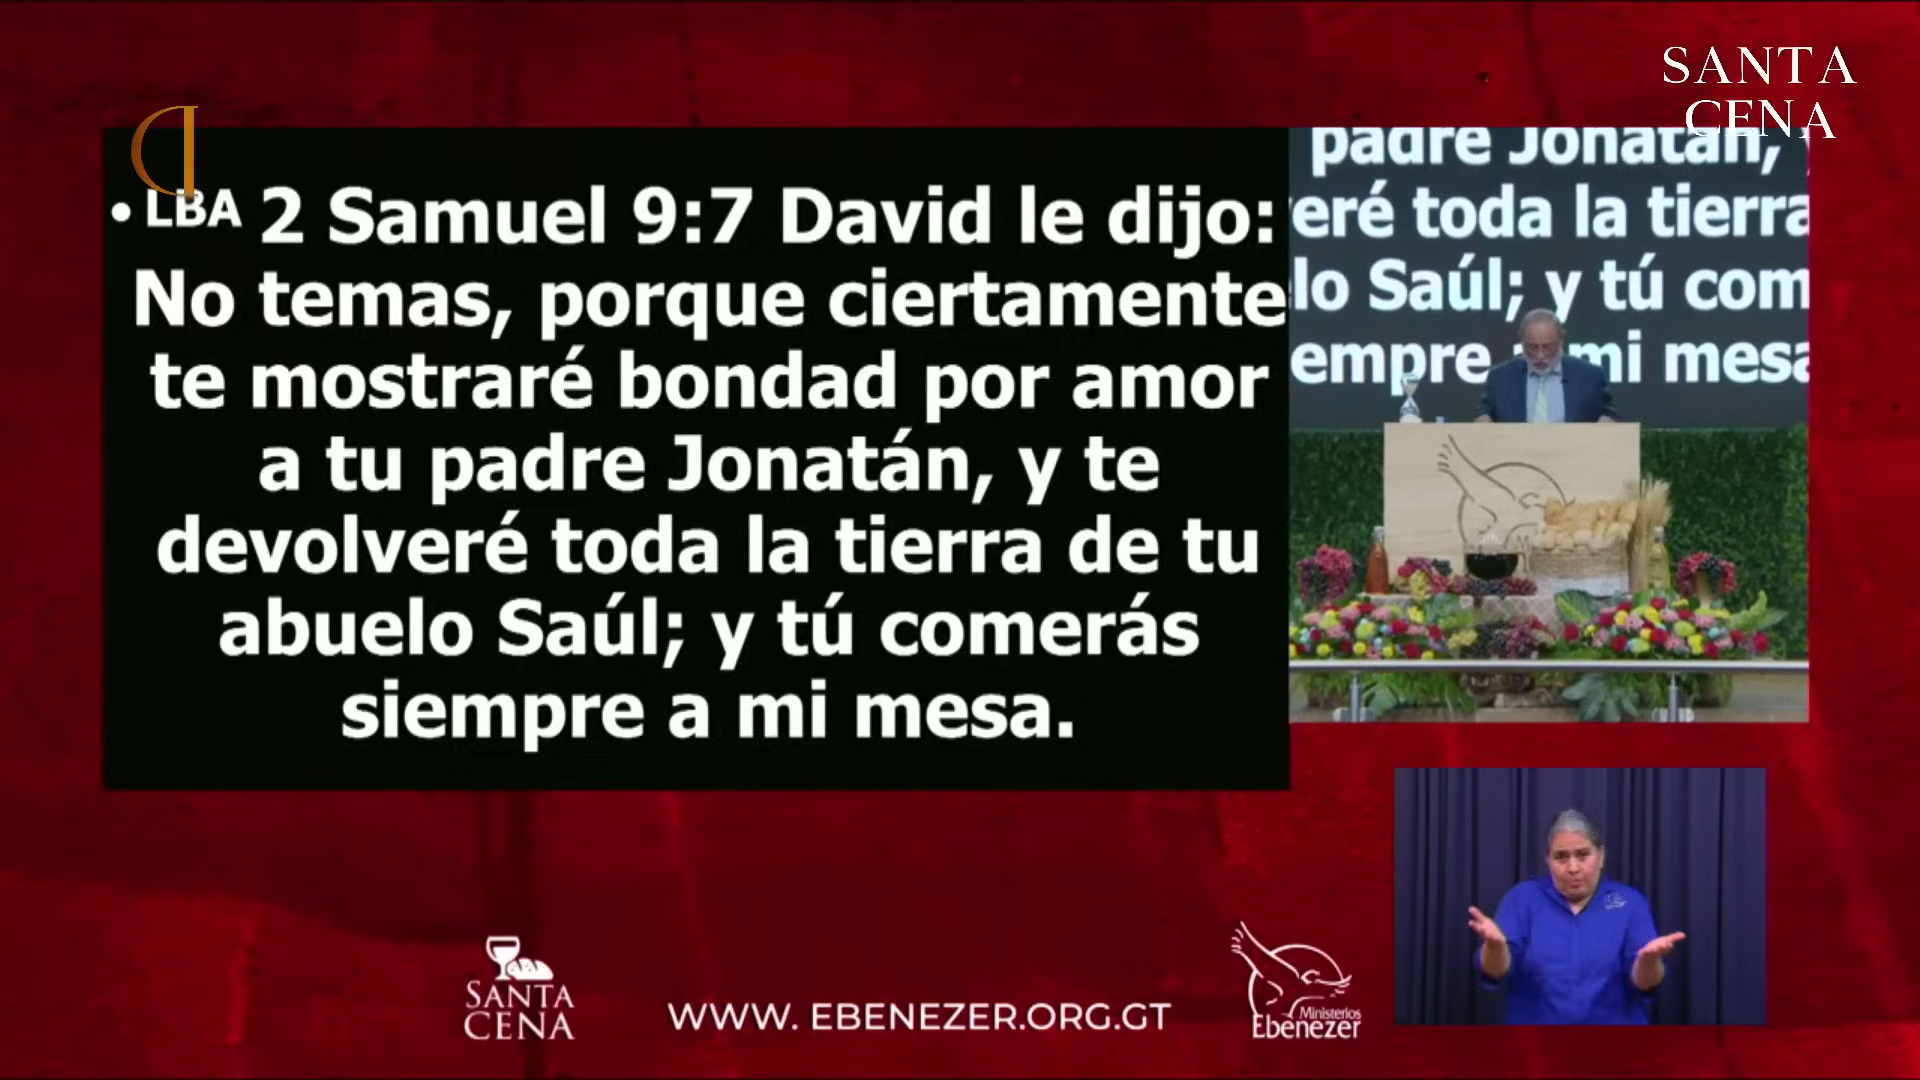 SANTA
CENA
• LBA 2 Samuel 9:7 David le dijo:
No temas, porque ciertamente
te mostraré bondad por amor
a tu padre Jonatán, y te
devolveré toda la tierra de tu
abuelo Saúl; y tú comerás
siempre a mi mesa.
padre Jonatán,
eré toda la tierra
lo Saúl; y tú com
empre a mi mesa
SANTA
CENA
WWW. EBENEZER.ORG.GT
Ministerios
Ebenezer